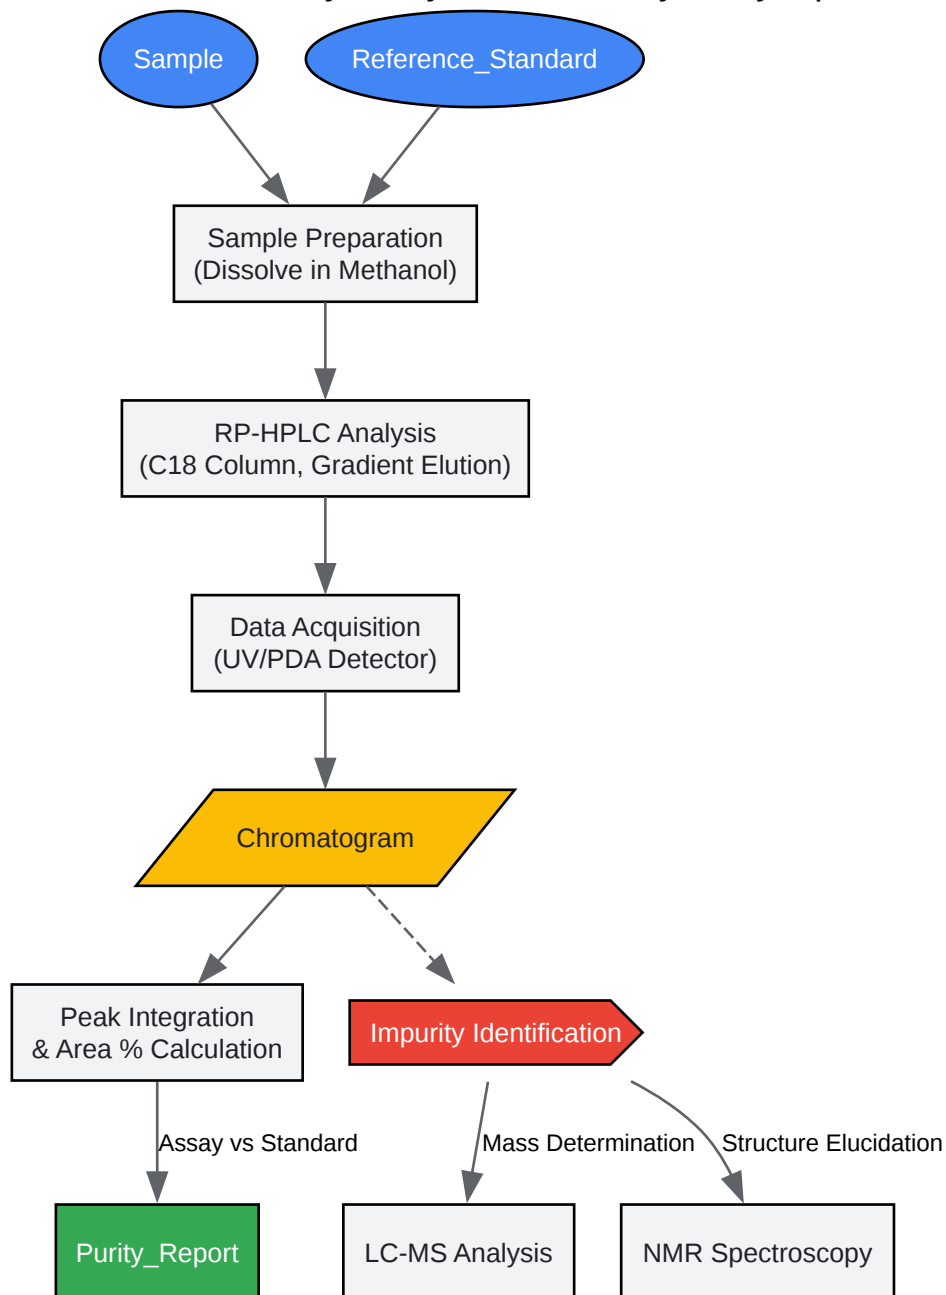 Sample
Reference_Standard
Sample Preparation
(Dissolve in Methanol)
RP-HPLC Analysis
(C18 Column, Gradient Elution)
Data Acquisition
(UV/PDA Detector)
Chromatogram
Peak Integration
& Area % Calculation
Impurity Identification
Assay vs Standard
Mass Determination
Structure Elucidation
Purity_Report
LC-MS Analysis
NMR Spectroscopy